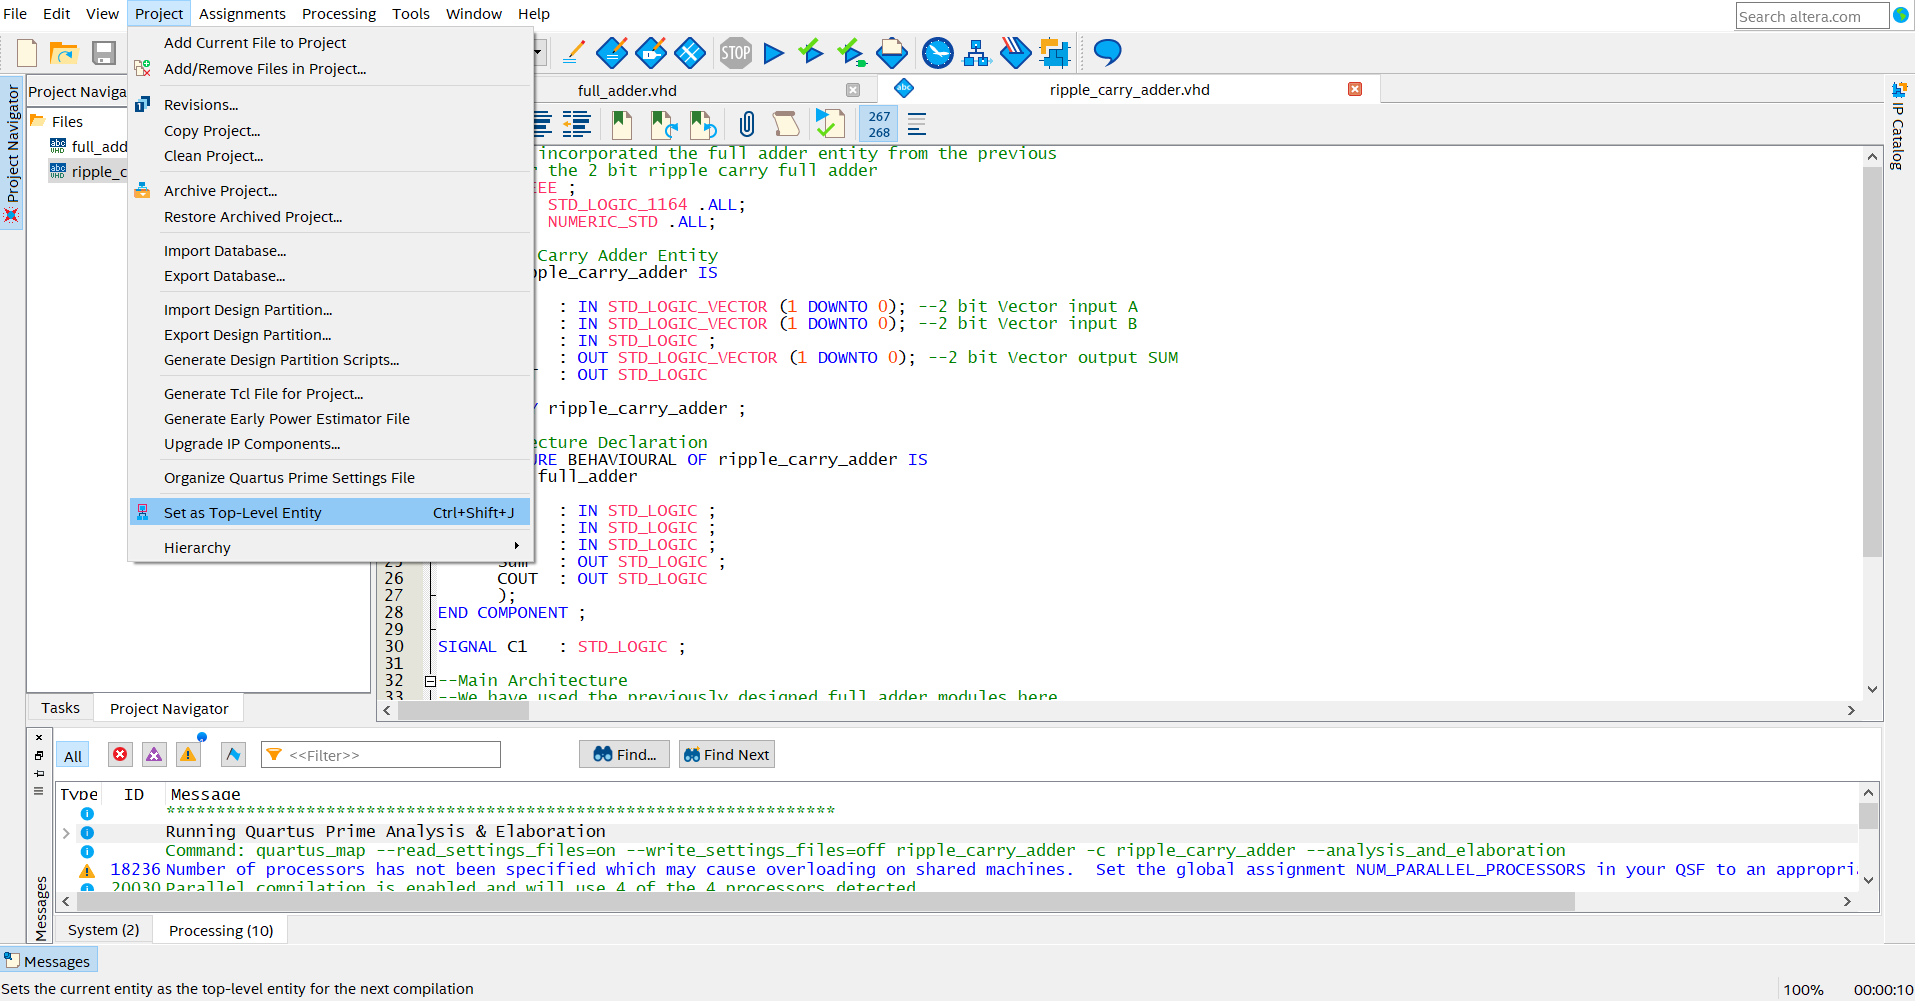 File Edit View Project Assignments Processing Tools Window Help
Search altera.com
Add Current File to Project
Add/Remove Files in Project...
Revisions...
Copy Project...
Clean Project...
Archive Project...
Restore Archived Project...
Import Database...
Export Database...
Import Design Partition...
Export Design Partition...
Generate Design Partition Scripts...
Generate Tcl File for Project...
Generate Early Power Estimator File
Upgrade IP Components...
Organize Quartus Prime Settings File
Set as Top-Level Entity Ctrl+Shift+J
Hierarchy
STOP
Project Navigator
Project Naviga
Files
full_add
ripple_c
Tasks Project Navigator
full_adder.vhd ripple_carry_adder.vhd
267
268
IP Catalog
incorporated the full adder entity from the previous
the 2 bit ripple carry full adder
EEE ;
STD_LOGIC_1164 .ALL;
NUMERIC_STD .ALL;
Carry Adder Entity
pple_carry_adder IS
: IN STD_LOGIC_VECTOR (1 DOWNTO 0); --2 bit Vector input A
: IN STD_LOGIC_VECTOR (1 DOWNTO 0); --2 bit Vector input B
: IN STD_LOGIC ;
: OUT STD_LOGIC_VECTOR (1 DOWNTO 0); --2 bit Vector output SUM
: OUT STD_LOGIC
ripple_carry_adder ;
ecture Declaration
URE BEHAVIOURAL OF ripple_carry_adder IS
full_adder
: IN STD_LOGIC ;
: IN STD_LOGIC ;
: IN STD_LOGIC ;
25 Sum : OUT STD_LOGIC ;
26 COUT : OUT STD_LOGIC
27 );
28 END COMPONENT ;
29
30 SIGNAL C1 : STD_LOGIC ;
31
32 --Main Architecture
33 --We have used the previously designed full adder modules here
All <<Filter>> Find... Find Next
Type ID Message
*******************************************************************
Running Quartus Prime Analysis & Elaboration
Command: quartus_map --read_settings_files=on --write_settings_files=off ripple_carry_adder -c ripple_carry_adder --analysis_and_elaboration
18236 Number of processors has not been specified which may cause overloading on shared machines.  Set the global assignment NUM_PARALLEL_PROCESSORS in your QSF to an appropri
20030 Parallel compilation is enabled and will use 4 of the 4 processors detected
Messages
System (2) Processing (10)
Messages
Sets the current entity as the top-level entity for the next compilation
100% 00:00:10